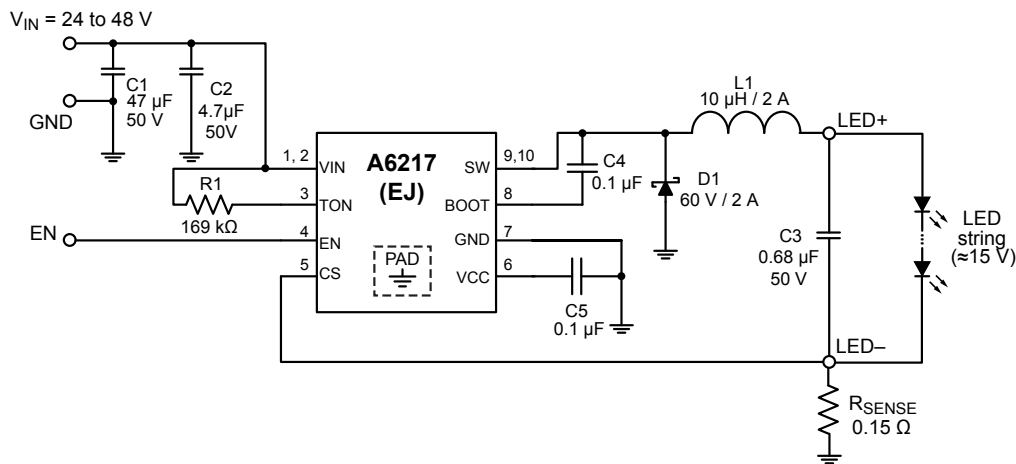 VIN = 24 to 48 V
GND
C1
47 µF
50 V
C2
4.7µF
50V
A6217
(EJ)
1, 2
VIN
R1
169 kΩ
3
TON
EN
4
EN
5
CS
PAD
9,10
SW
8
BOOT
7
GND
6
VCC
C4
0.1 µF
C5
0.1 µF
D1
60 V / 2 A
L1
10 µH / 2 A
LED+
C3
0.68 µF
50 V
LED
string
(≈15 V)
LED–
RSENSE
0.15 Ω